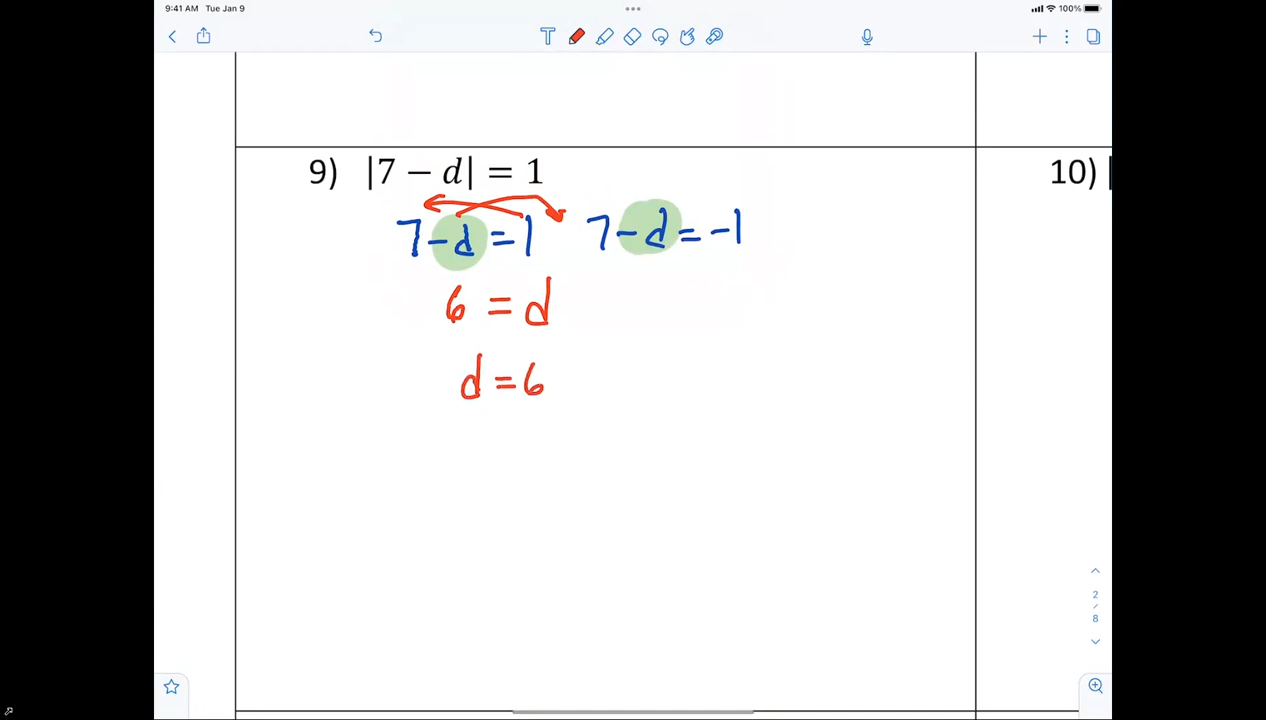 9:41 AM Tue Jan 9
100%
T
9) |7 − d| = 1
10) |
7-d=1 7-d=-1
6 = d
d=6
2
/
8